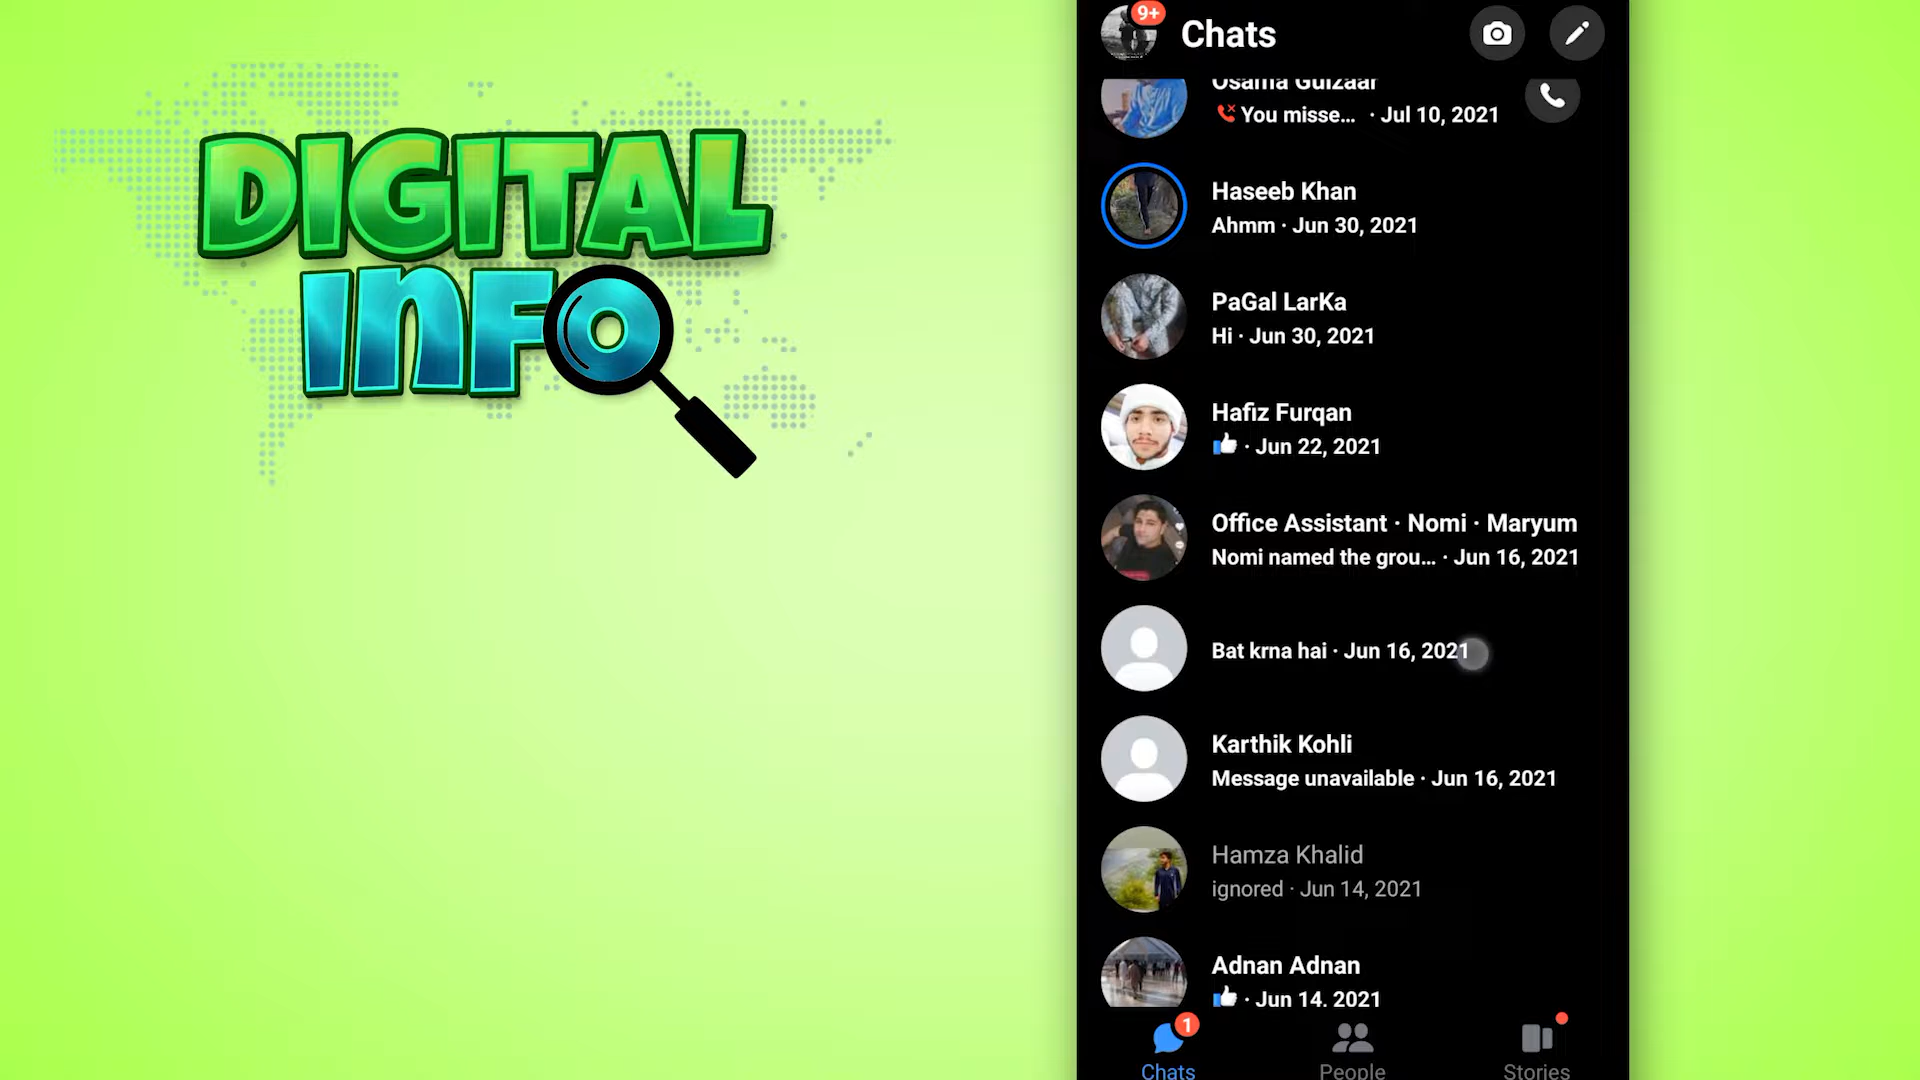 DIGITAL
INFO
9+
Chats
Osama Gulzaar
You misse... · Jul 10, 2021
Haseeb Khan
Ahmm · Jun 30, 2021
PaGal LarKa
Hi · Jun 30, 2021
Hafiz Furqan
👍 · Jun 22, 2021
Office Assistant · Nomi · Maryum
Nomi named the grou... · Jun 16, 2021
Bat krna hai · Jun 16, 2021
Karthik Kohli
Message unavailable · Jun 16, 2021
Hamza Khalid
ignored · Jun 14, 2021
Adnan Adnan
👍 · Jun 14, 2021
1
Chats
People
Stories